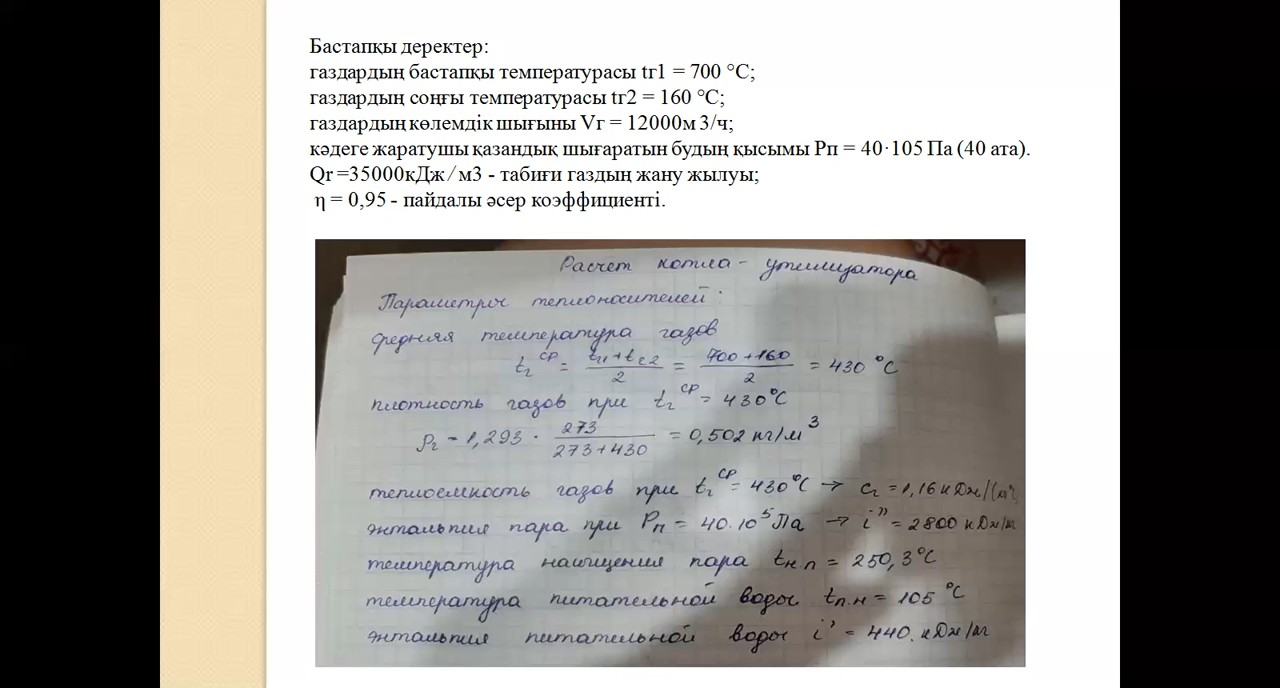 Бастапқы деректер:
газдардың бастапқы температурасы tг1 = 700 °С;
газдардың соңғы температурасы tг2 = 160 °С;
газдардың көлемдік шығыны Vг = 12000м 3/ч;
кәдеге жаратушы қазандық шығаратын будың қысымы Рп = 40·105 Па (40 ата).
Qr =35000кДж ⁄ м3 - табиғи газдың жану жылуы;
η = 0,95 - пайдалы әсер коэффициенті.
Расчет котла - утилизатора
Параметры теплоносителей:
средняя температура газов
tг ср = tг1 + tг2 / 2 = 700 + 160 / 2 = 430 °С
плотность газов при tг ср = 430°С
ρг = 1,293 · 273 / 273+430 = 0,502 кг/м³
теплоемкость газов при tг ср = 430°С → cг = 1,16 кДж/(м³
энтальпия пара при Рп = 40.10⁵ Па → i" = 2800 кДж/кг
температура насыщения пара tн п = 250,3°С
температура питательной воды tп.н = 105 °С
энтальпия питательной воды i' = 440. кДж/кг